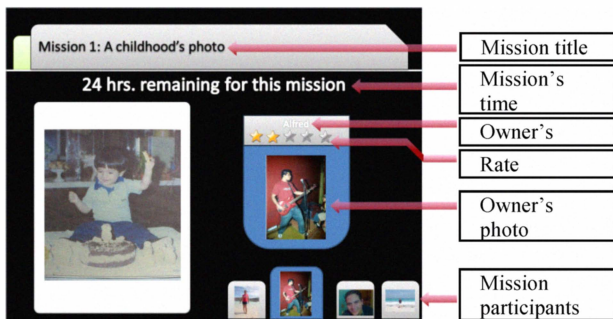 Mission 1: A childhood's photo
24 hrs. remaining for this mission
Alfredo
Mission title
Mission's
time
Owner's
Rate
Owner's
photo
Mission
participants